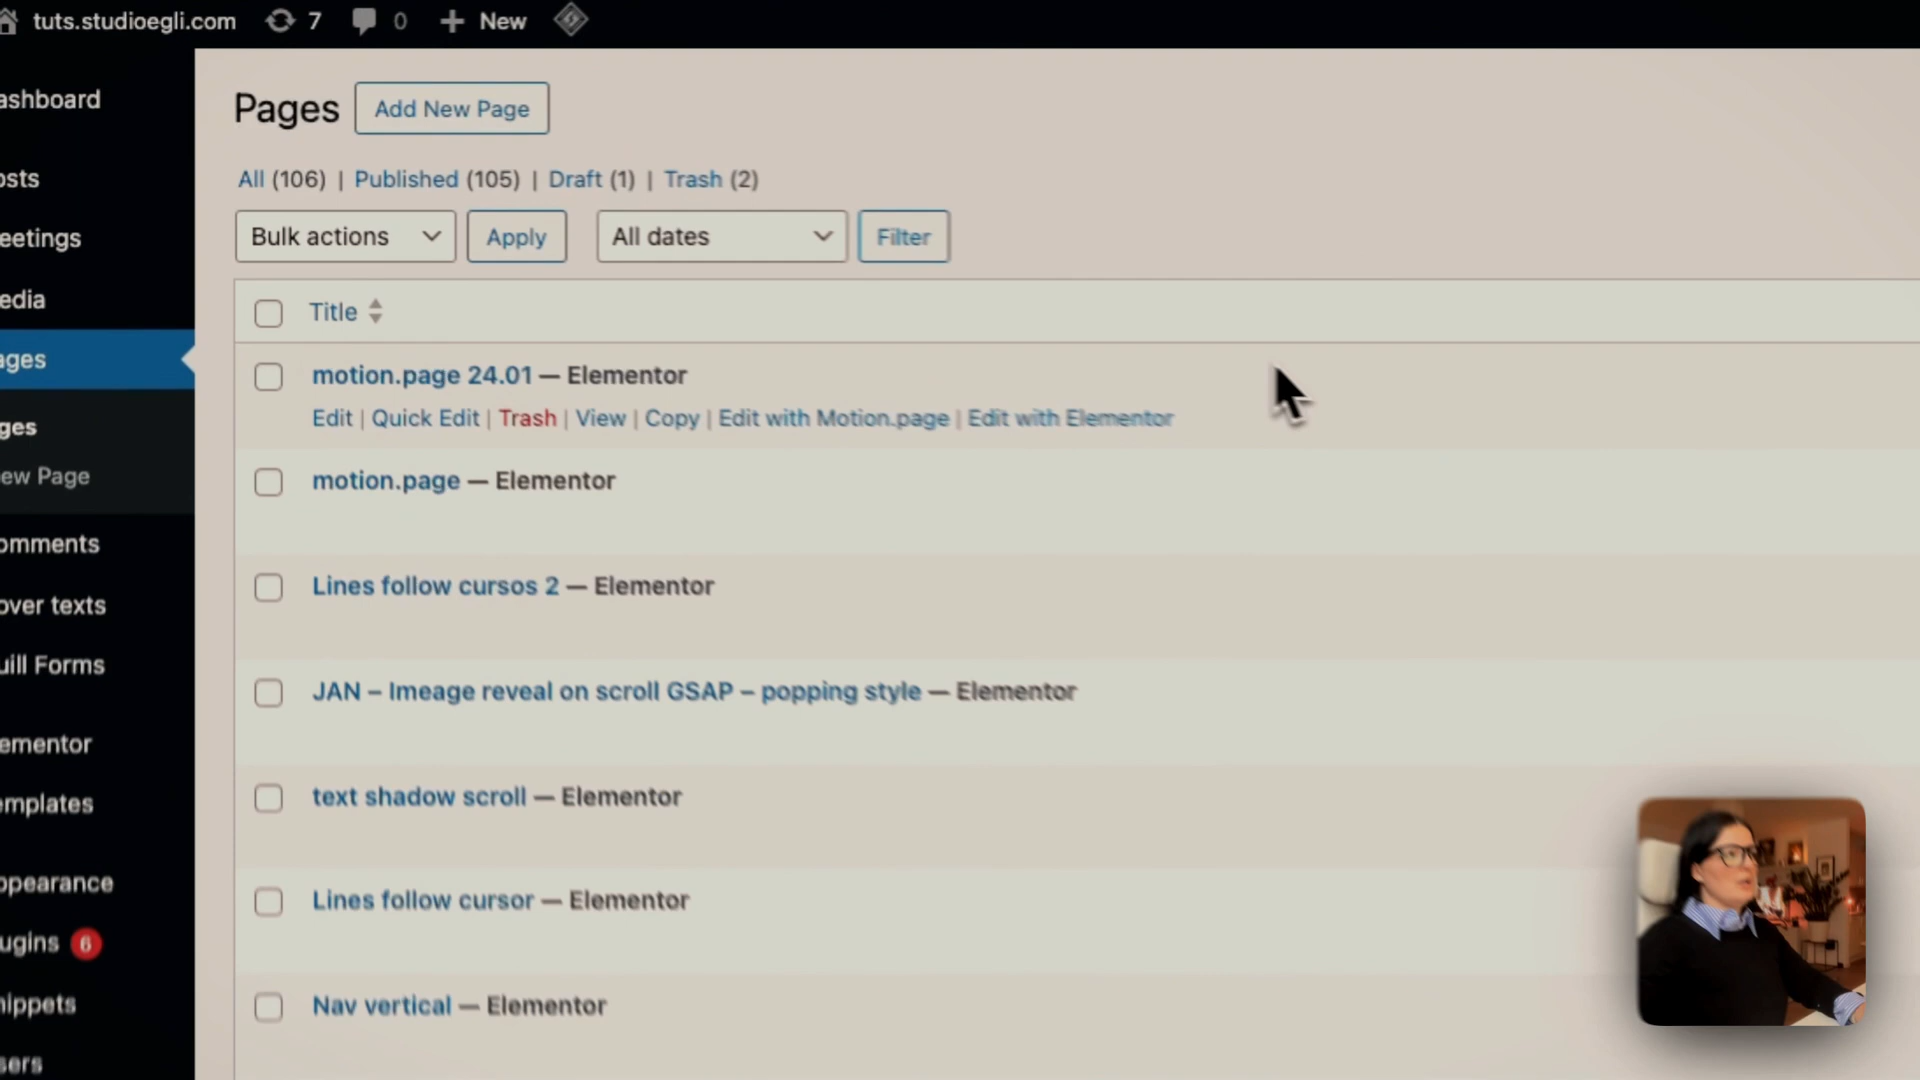 tuts.studioegli.com 7 0 + New
ashboard
osts
eetings
edia
ages
ges
ew Page
omments
over texts
uill Forms
ementor
emplates
ppearance
ugins 6
nippets
sers
Pages Add New Page
All (106) | Published (105) | Draft (1) | Trash (2)
Bulk actions Apply All dates Filter
Title
motion.page 24.01 — Elementor
Edit | Quick Edit | Trash | View | Copy | Edit with Motion.page | Edit with Elementor
motion.page — Elementor
Lines follow cursos 2 — Elementor
JAN – Imeage reveal on scroll GSAP – popping style — Elementor
text shadow scroll — Elementor
Lines follow cursor — Elementor
Nav vertical — Elementor